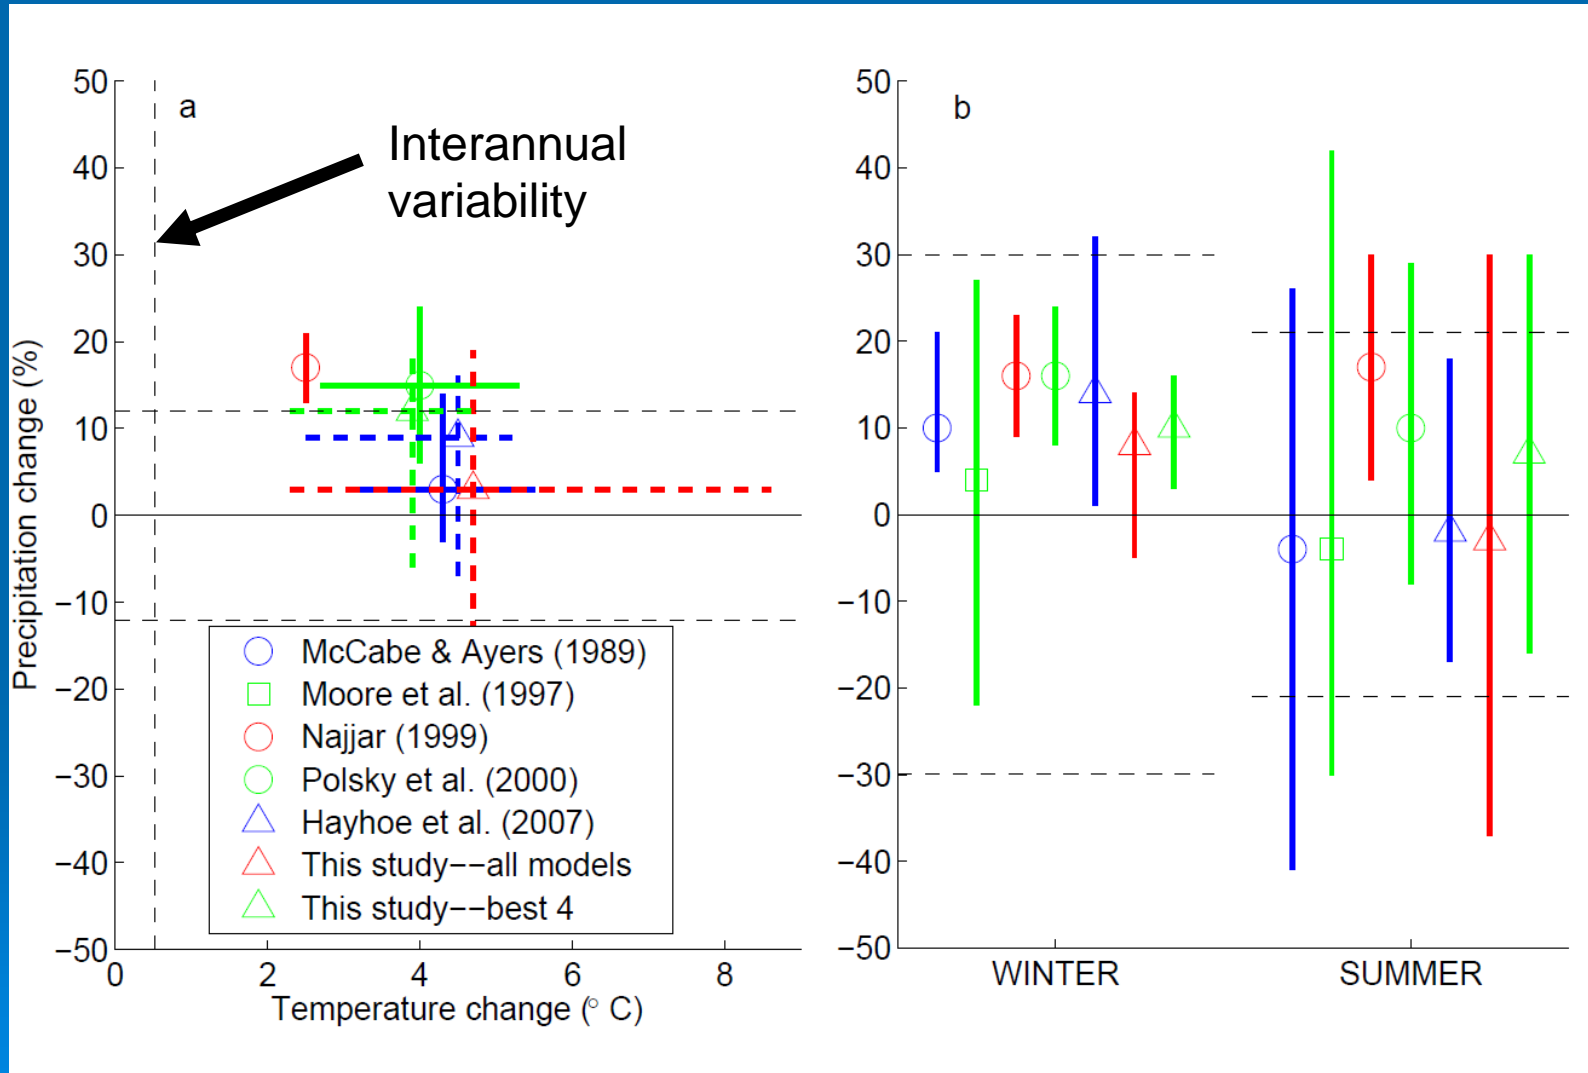 a
Interannual
variability
50
40
30
20
10
0
−10
−20
−30
−40
−50
Precipitation change (%)
McCabe & Ayers (1989)
Moore et al. (1997)
Najjar (1999)
Polsky et al. (2000)
Hayhoe et al. (2007)
This study−−all models
This study−−best 4
0 2 4 6 8
Temperature change (° C)
b
50
40
30
20
10
0
−10
−20
−30
−40
−50
WINTER SUMMER